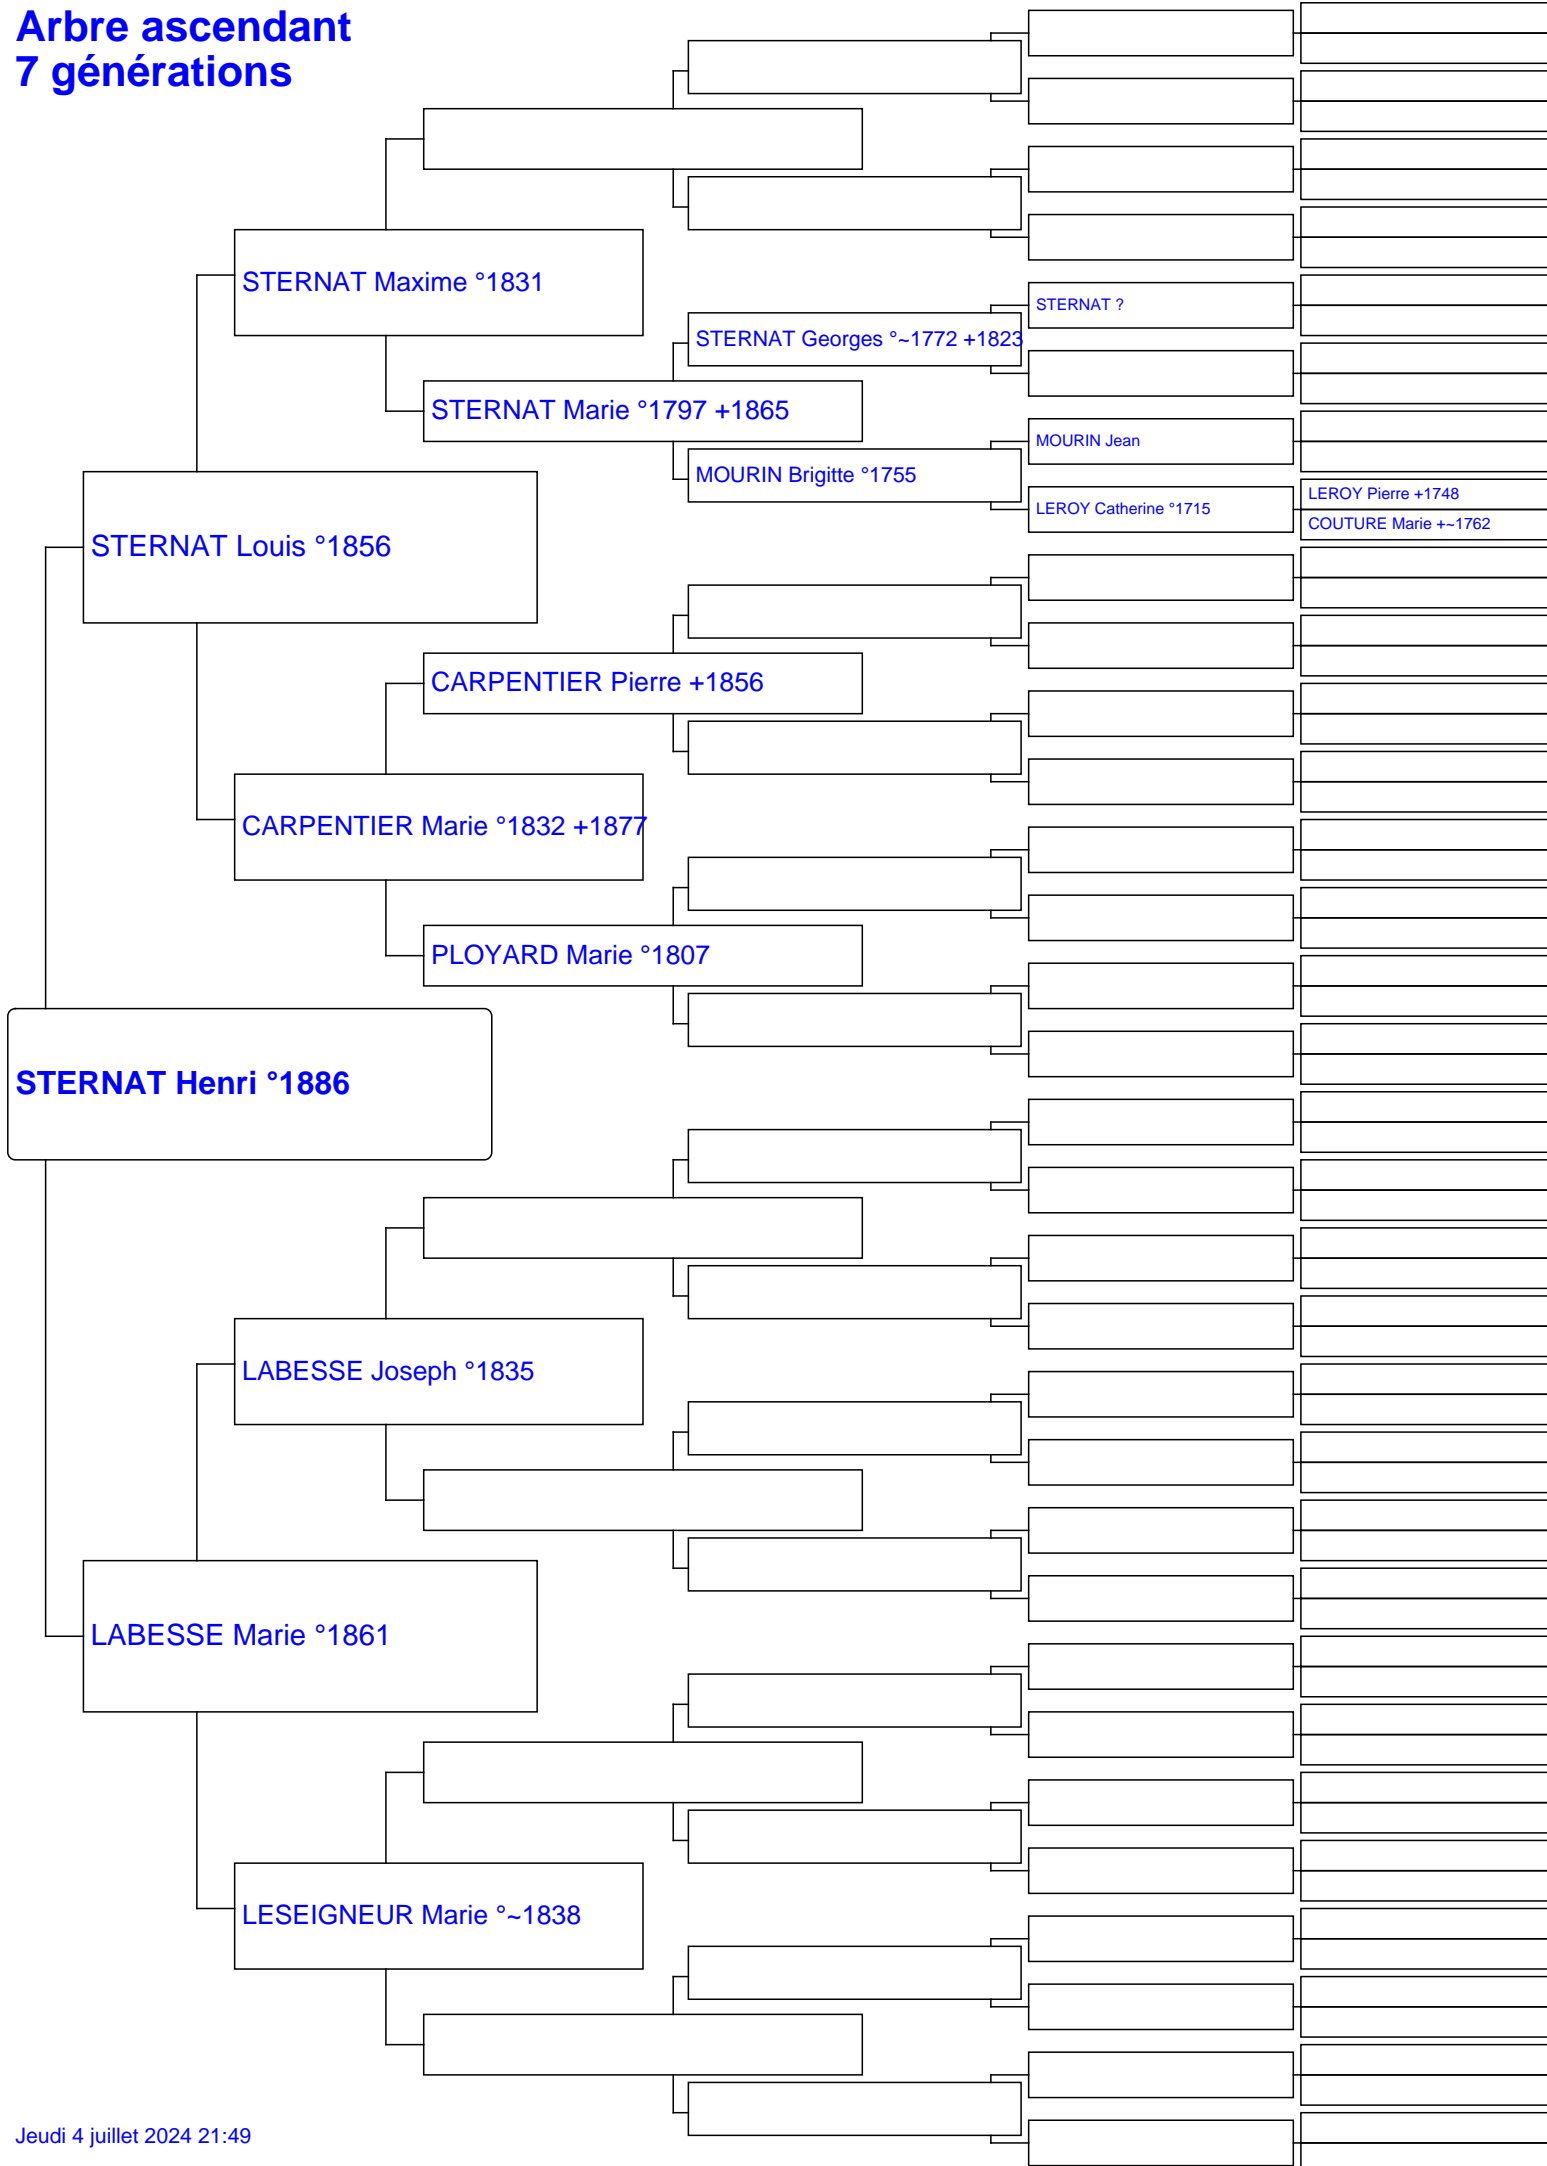 Arbre ascendant
7 générations
STERNAT Maxime °1831
STERNAT ?
STERNAT Georges °~1772 +1823
STERNAT Marie °1797 +1865
MOURIN Jean
MOURIN Brigitte °1755
LEROY Pierre +1748
LEROY Catherine °1715
COUTURE Marie +~1762
STERNAT Louis °1856
CARPENTIER Pierre +1856
CARPENTIER Marie °1832 +1877
PLOYARD Marie °1807
STERNAT Henri °1886
LABESSE Joseph °1835
LABESSE Marie °1861
LESEIGNEUR Marie °~1838
Jeudi 4 juillet 2024 21:49